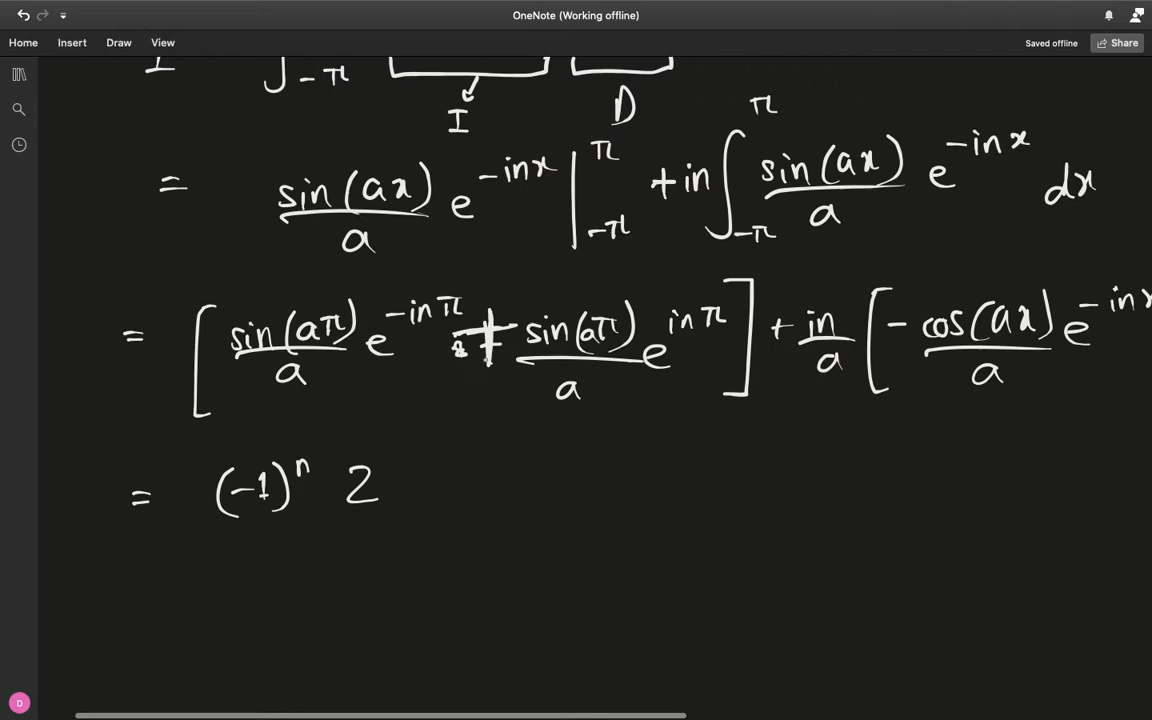 OneNote (Working offline)
Home Insert Draw View Saved offline Share
I ∫_{-π}
I D
= sin(ax)/a e^{-inx} |_{-π}^{π} + in ∫_{-π}^{π} sin(ax)/a e^{-inx} dx
= [ sin(aπ)/a e^{-inπ} + sin(aπ)/a e^{inπ} ] + in/a [ - cos(ax)/a e^{-inx}
= (-1)^n 2
D